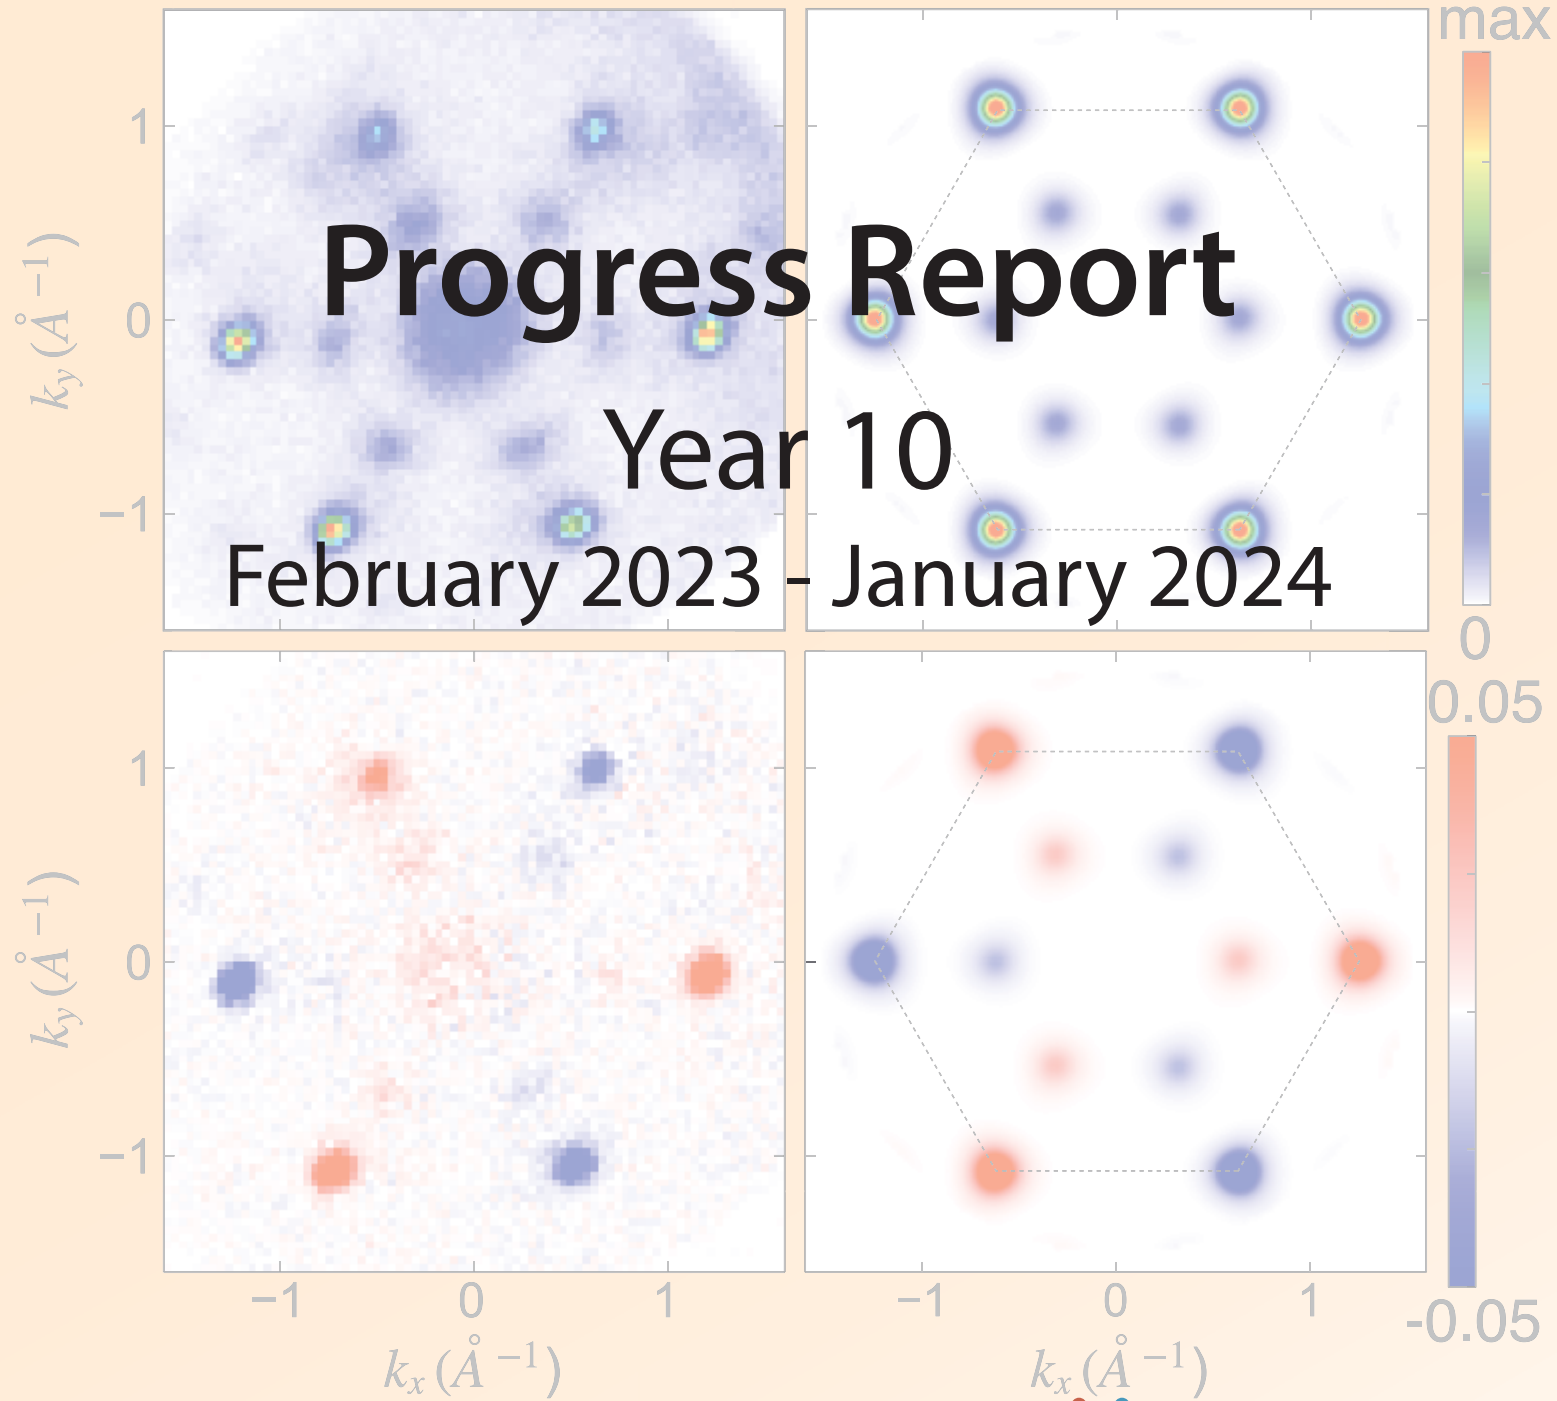 max
1
Progress Report
k_y (Å⁻¹)
0
Year 10
−1
February 2023 - January 2024
0
0.05
1
k_y (Å⁻¹)
0
−1
−1 0 1 −1 0 1
-0.05
k_x (Å⁻¹) k_x (Å⁻¹)